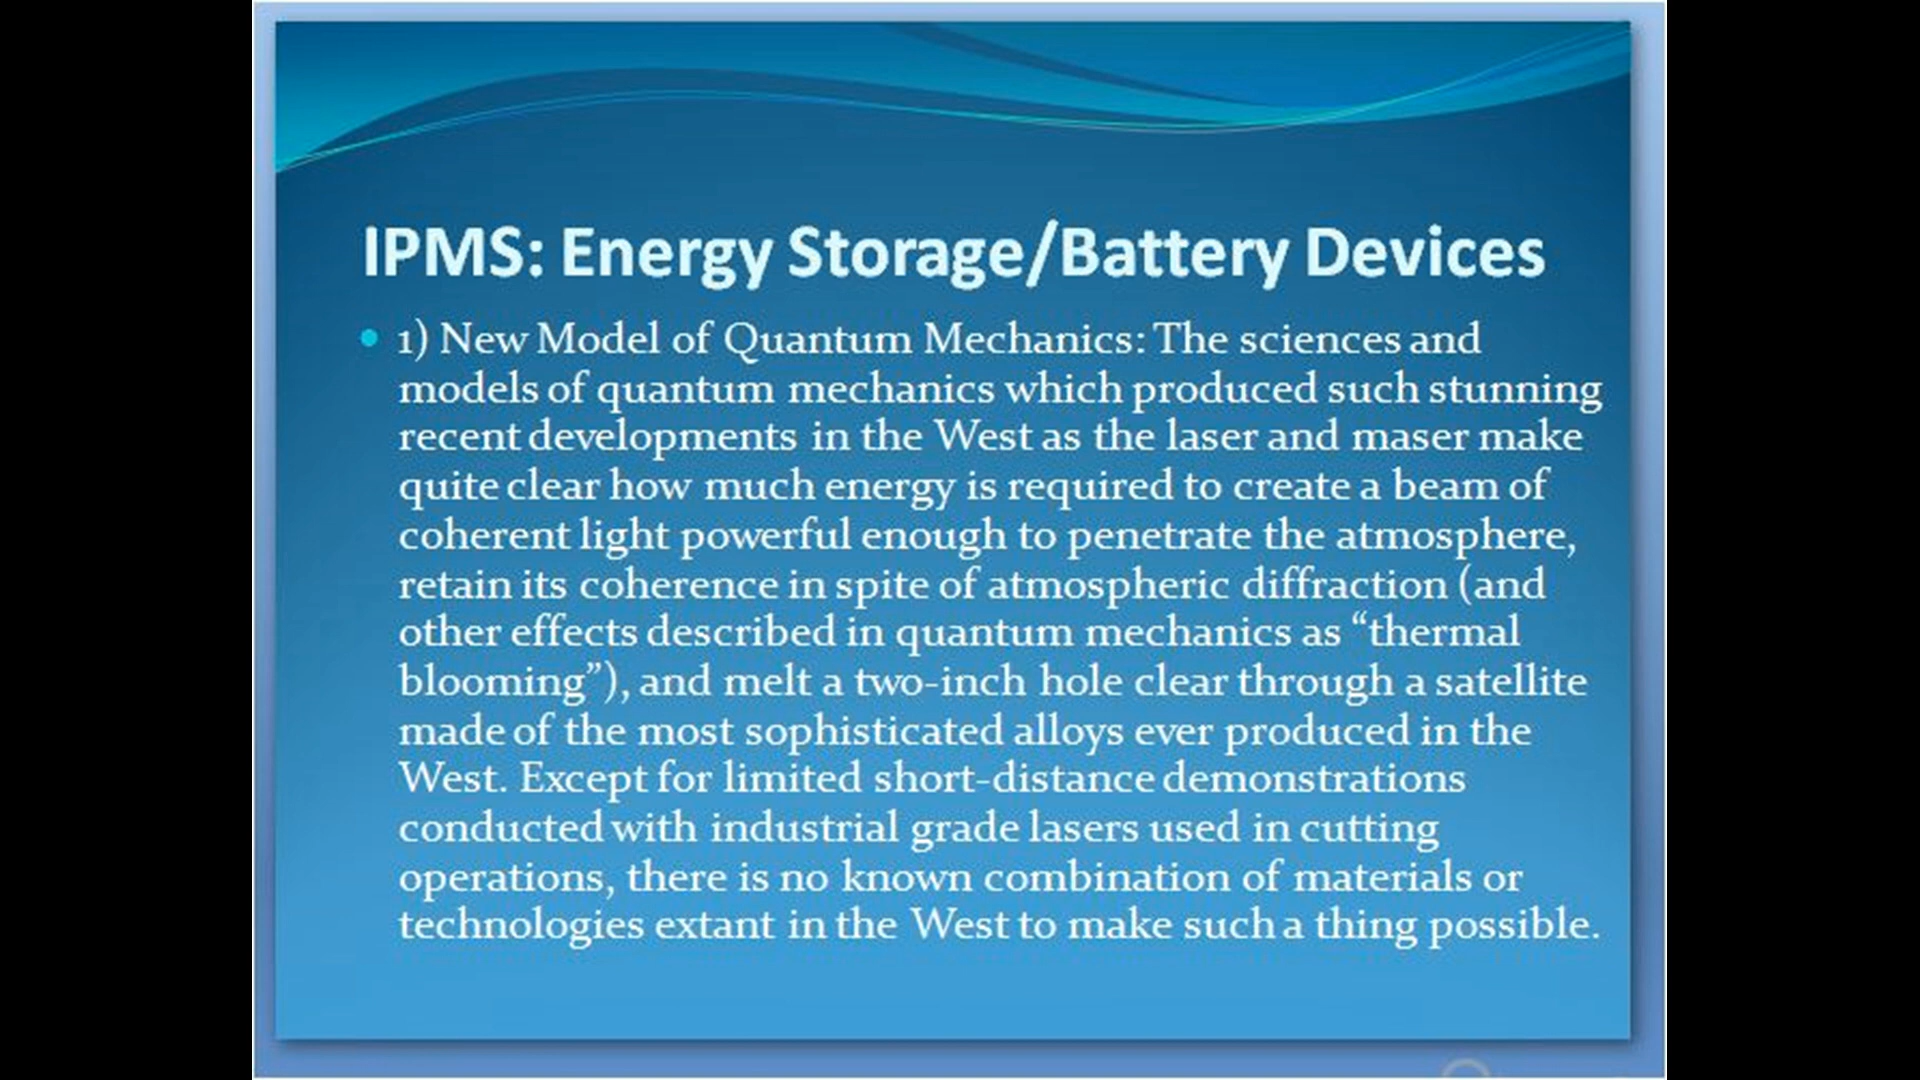 IPMS: Energy Storage/Battery Devices
• 1) New Model of Quantum Mechanics: The sciences and
models of quantum mechanics which produced such stunning
recent developments in the West as the laser and maser make
quite clear how much energy is required to create a beam of
coherent light powerful enough to penetrate the atmosphere,
retain its coherence in spite of atmospheric diffraction (and
other effects described in quantum mechanics as “thermal
blooming”), and melt a two-inch hole clear through a satellite
made of the most sophisticated alloys ever produced in the
West. Except for limited short-distance demonstrations
conducted with industrial grade lasers used in cutting
operations, there is no known combination of materials or
technologies extant in the West to make such a thing possible.